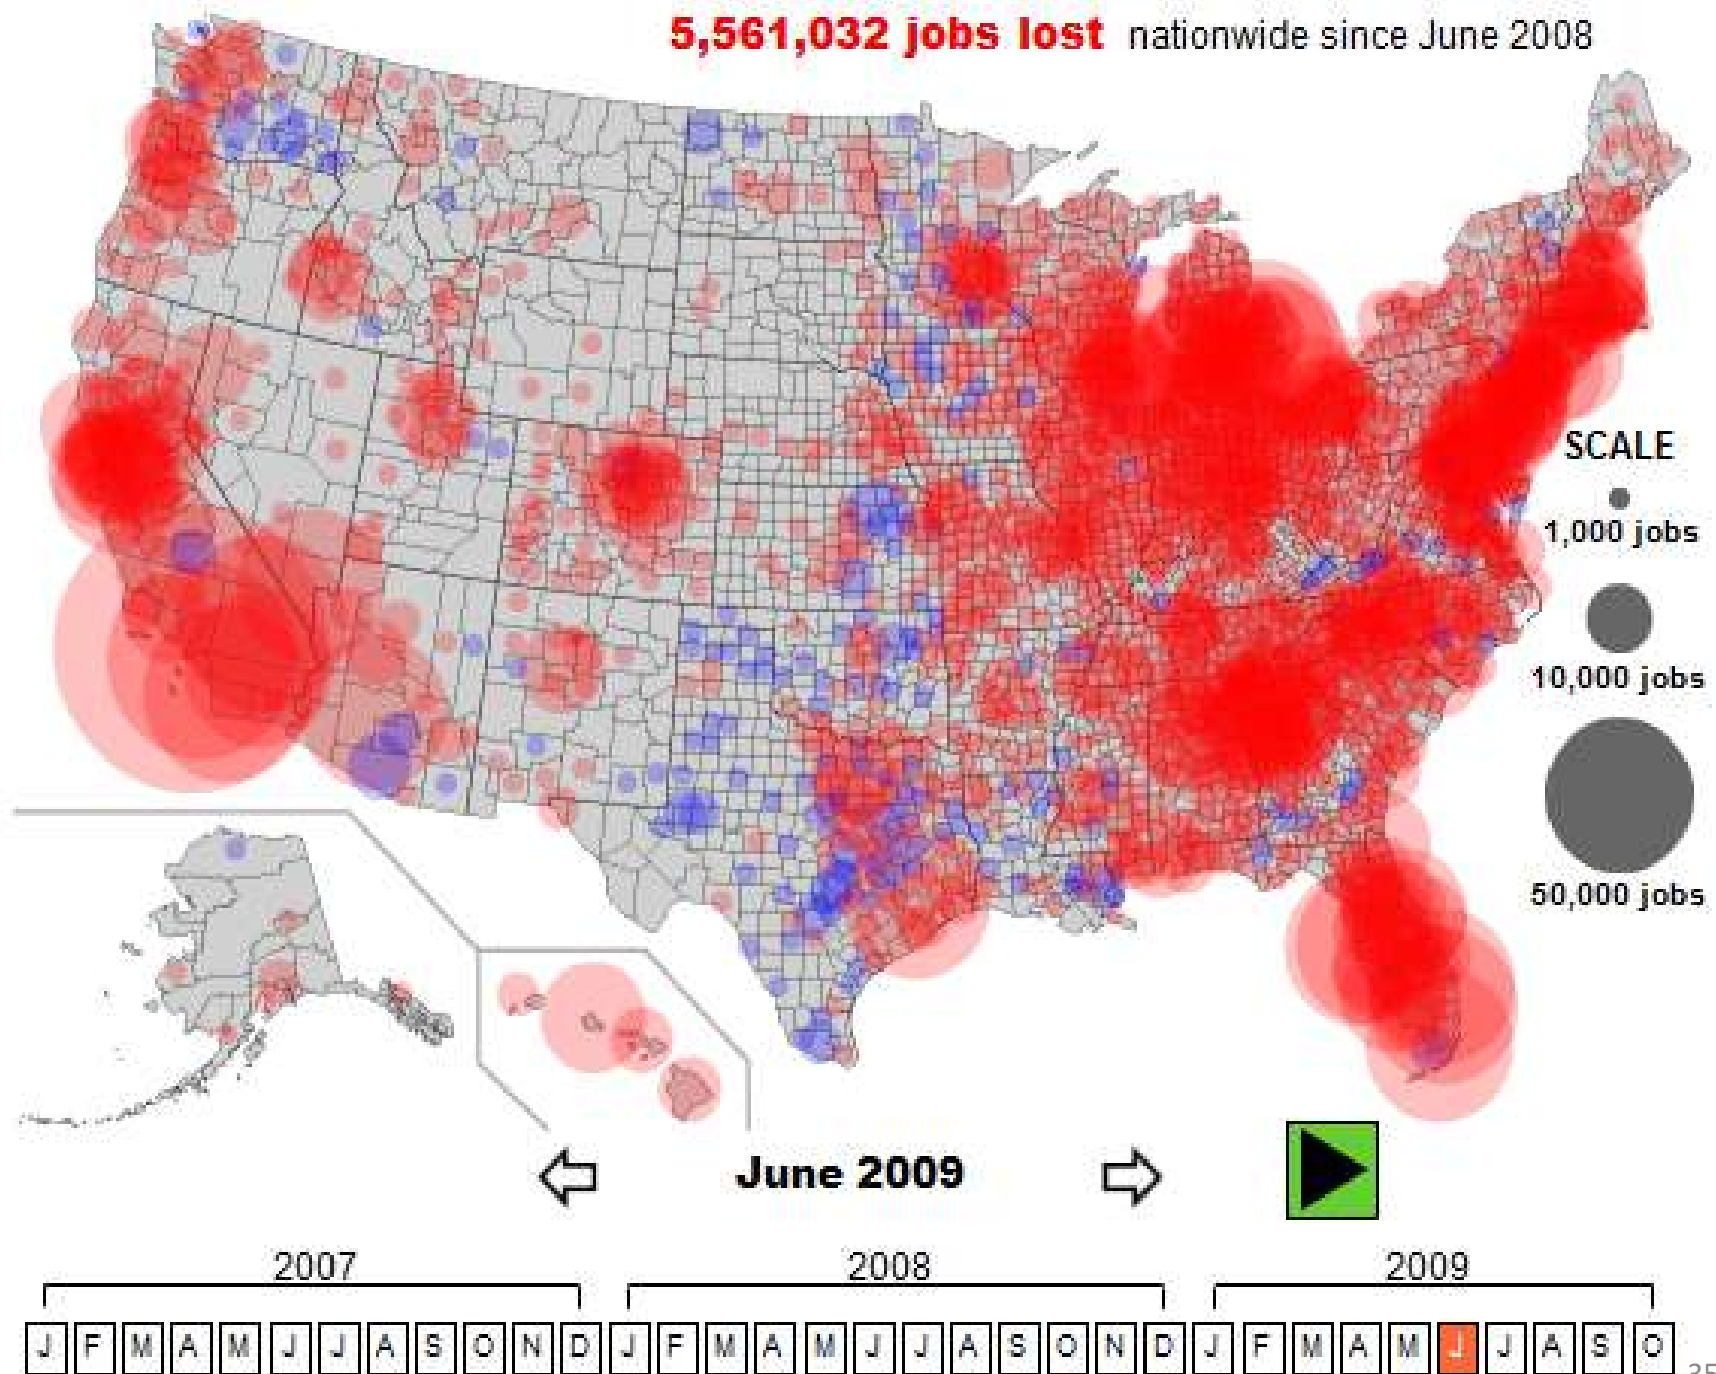 5,561,032 jobs lost nationwide since June 2008
SCALE
1,000 jobs
10,000 jobs
50,000 jobs
June 2009
2007 2008 2009
J F M A M J J A S O N D J F M A M J J A S O N D J F M A M J J A S O
35